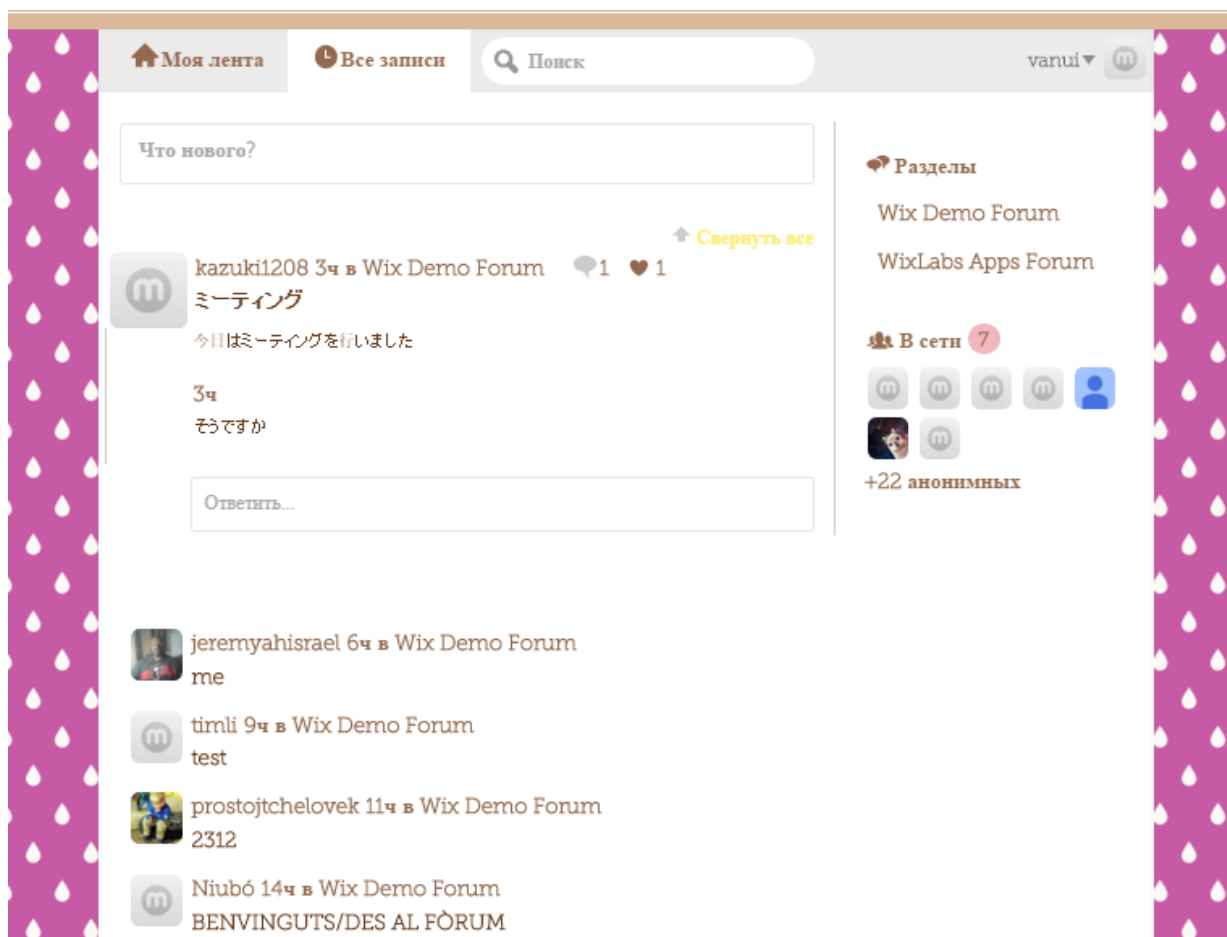 Моя лента
Все записи
Поиск
vanui
Что нового?
Свернуть все
kazuki1208 3ч в Wix Demo Forum 1 1
ミーティング
今日はミーティングを行いました
3ч
そうですか
Ответить...
jeremyahisrael 6ч в Wix Demo Forum
me
timli 9ч в Wix Demo Forum
test
prostojtchelovek 11ч в Wix Demo Forum
2312
Niubó 14ч в Wix Demo Forum
BENVINGUTS/DES AL FÒRUM
Разделы
Wix Demo Forum
WixLabs Apps Forum
В сети 7
+22 анонимных